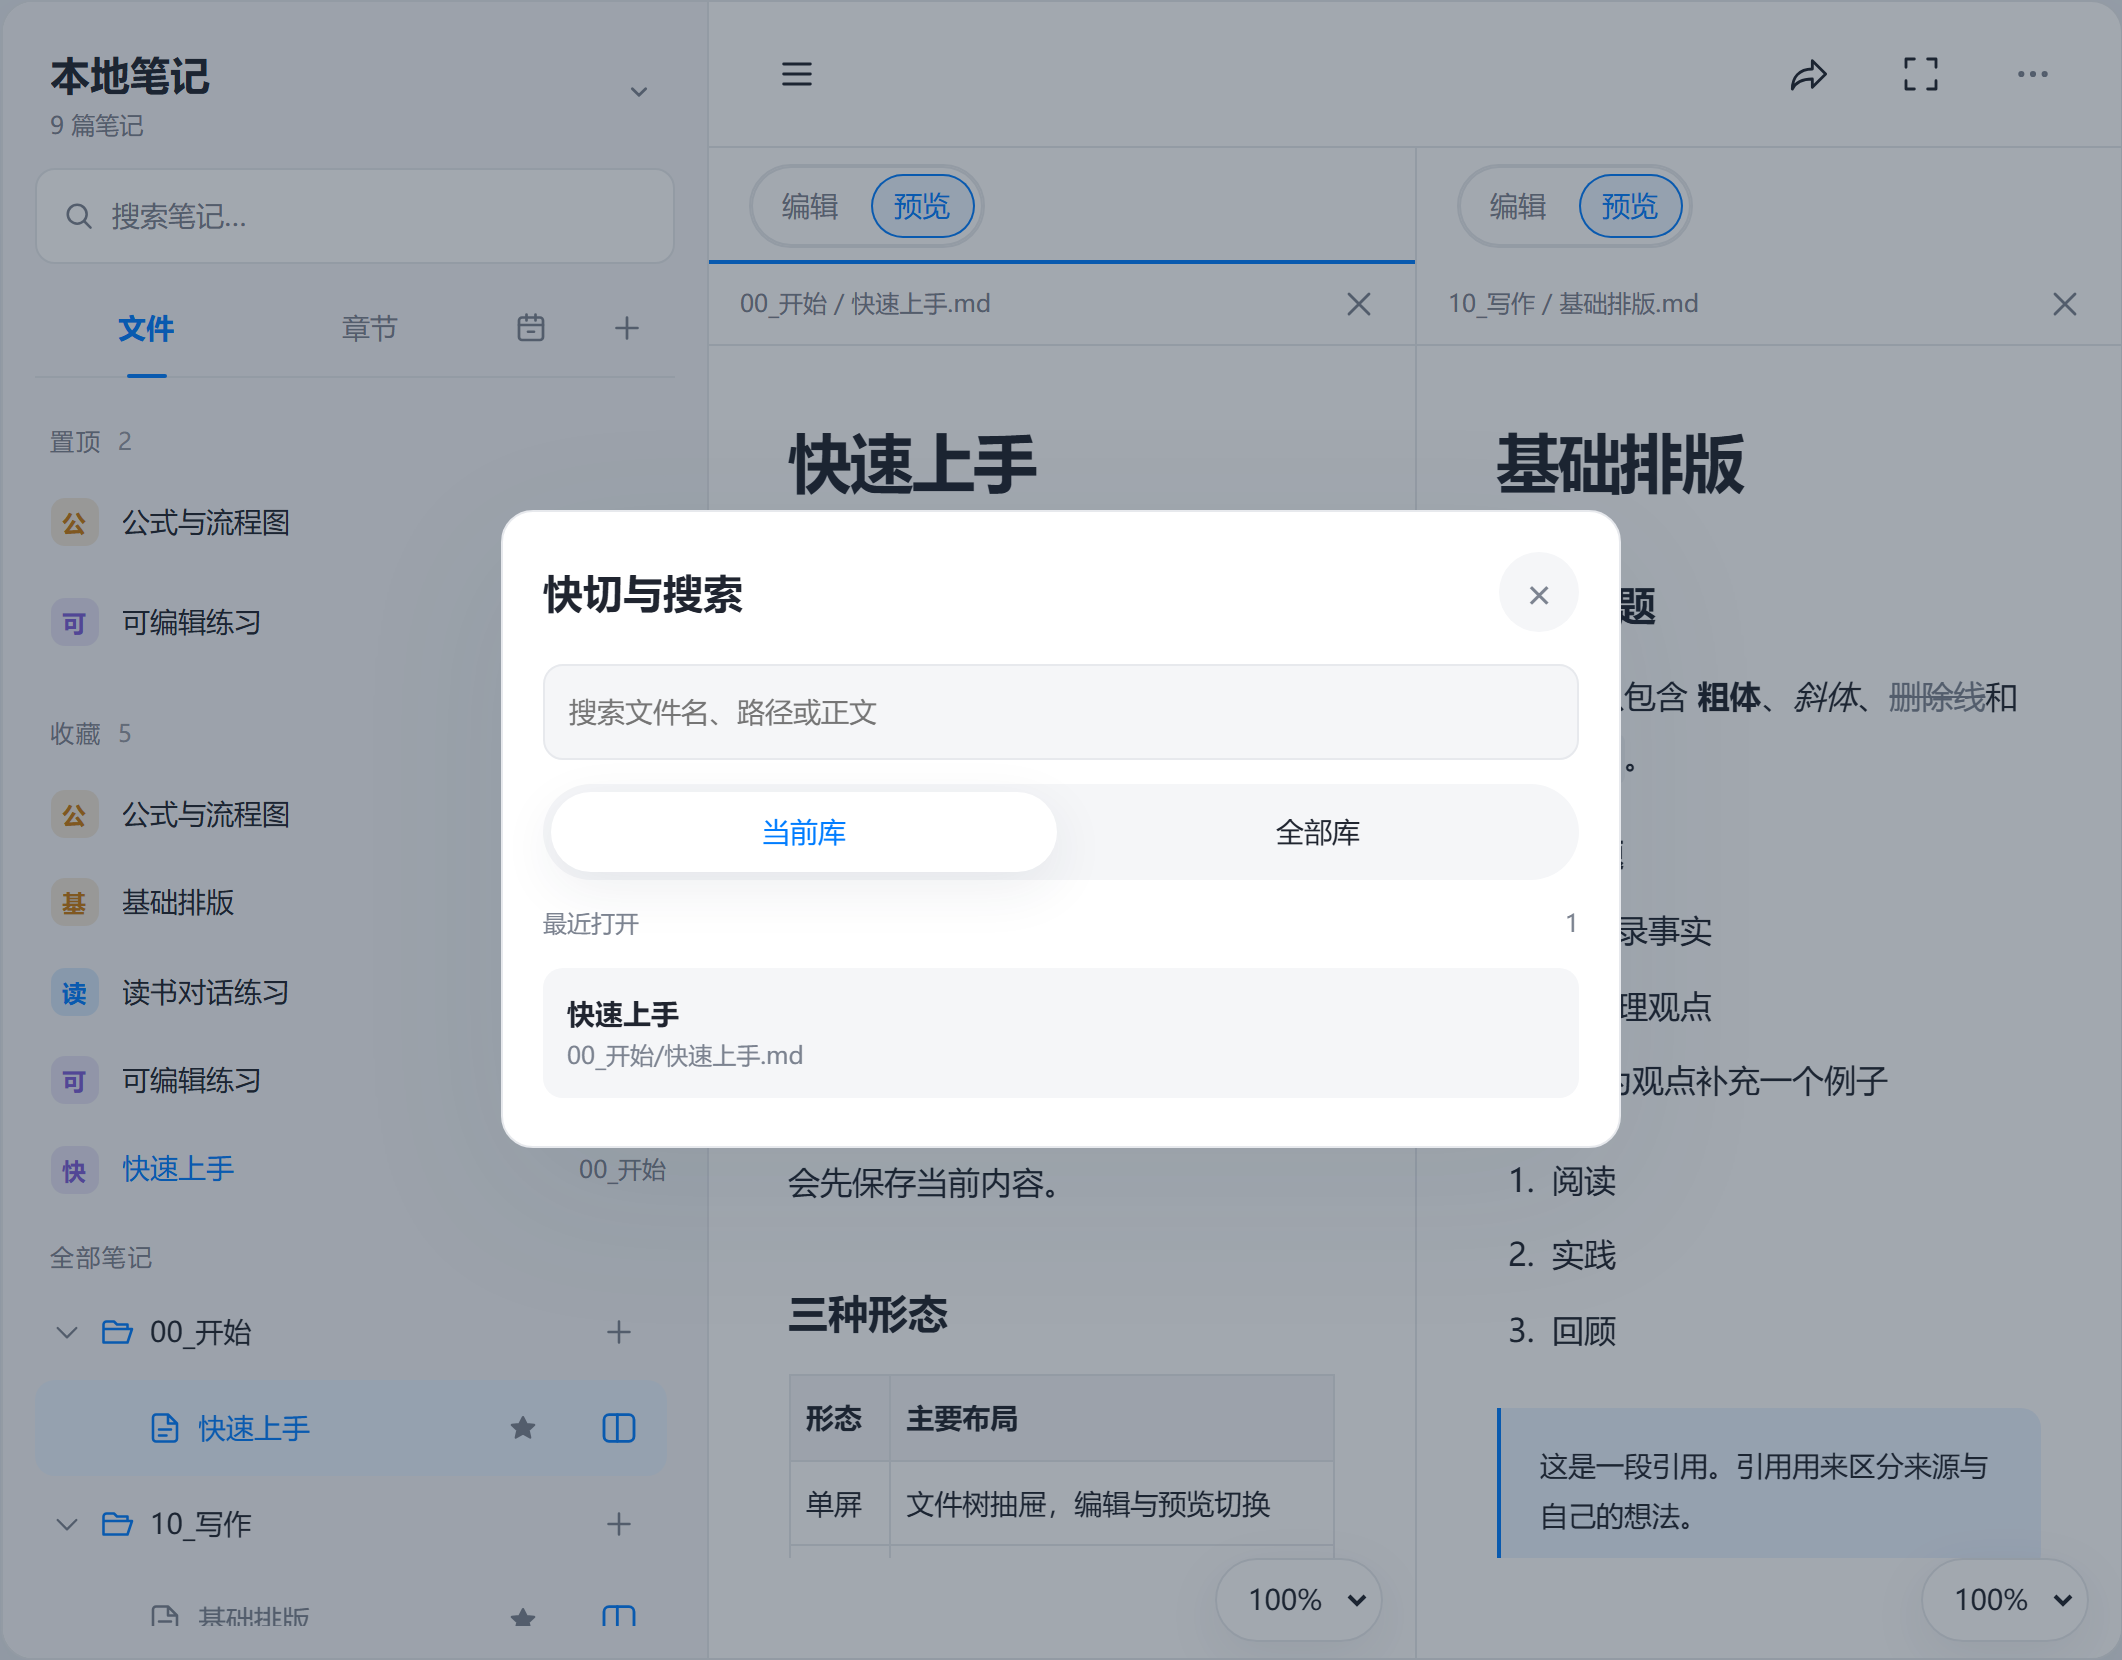 本地笔记
9 篇笔记
搜索笔记...
文件
章节
置顶 2
公 公式与流程图
可 可编辑练习
收藏 5
公 公式与流程图
基 基础排版
读 读书对话练习
可 可编辑练习
快 快速上手 00_开始
全部笔记
00_开始
快速上手
10_写作
基础排版
编辑 预览
00_开始 / 快速上手.md
快速上手
会先保存当前内容。
三种形态
形态 主要布局
单屏 文件树抽屉，编辑与预览切换
100%
编辑 预览
10_写作 / 基础排版.md
基础排版
题
包含 粗体、斜体、删除线和
。
录事实
理观点
观点补充一个例子
1. 阅读
2. 实践
3. 回顾
这是一段引用。引用用来区分来源与
自己的想法。
100%
快切与搜索
搜索文件名、路径或正文
当前库 全部库
最近打开 1
快速上手
00_开始/快速上手.md